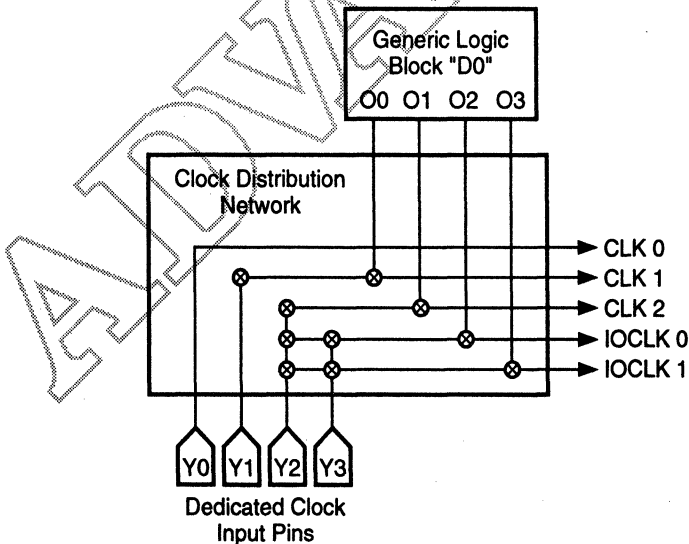 ADVA
Generic Logic
Block "D0"
O0 O1 O2 O3
Clock Distribution
Network
CLK 0
CLK 1
CLK 2
IOCLK 0
IOCLK 1
Y0 Y1 Y2 Y3
Dedicated Clock
Input Pins